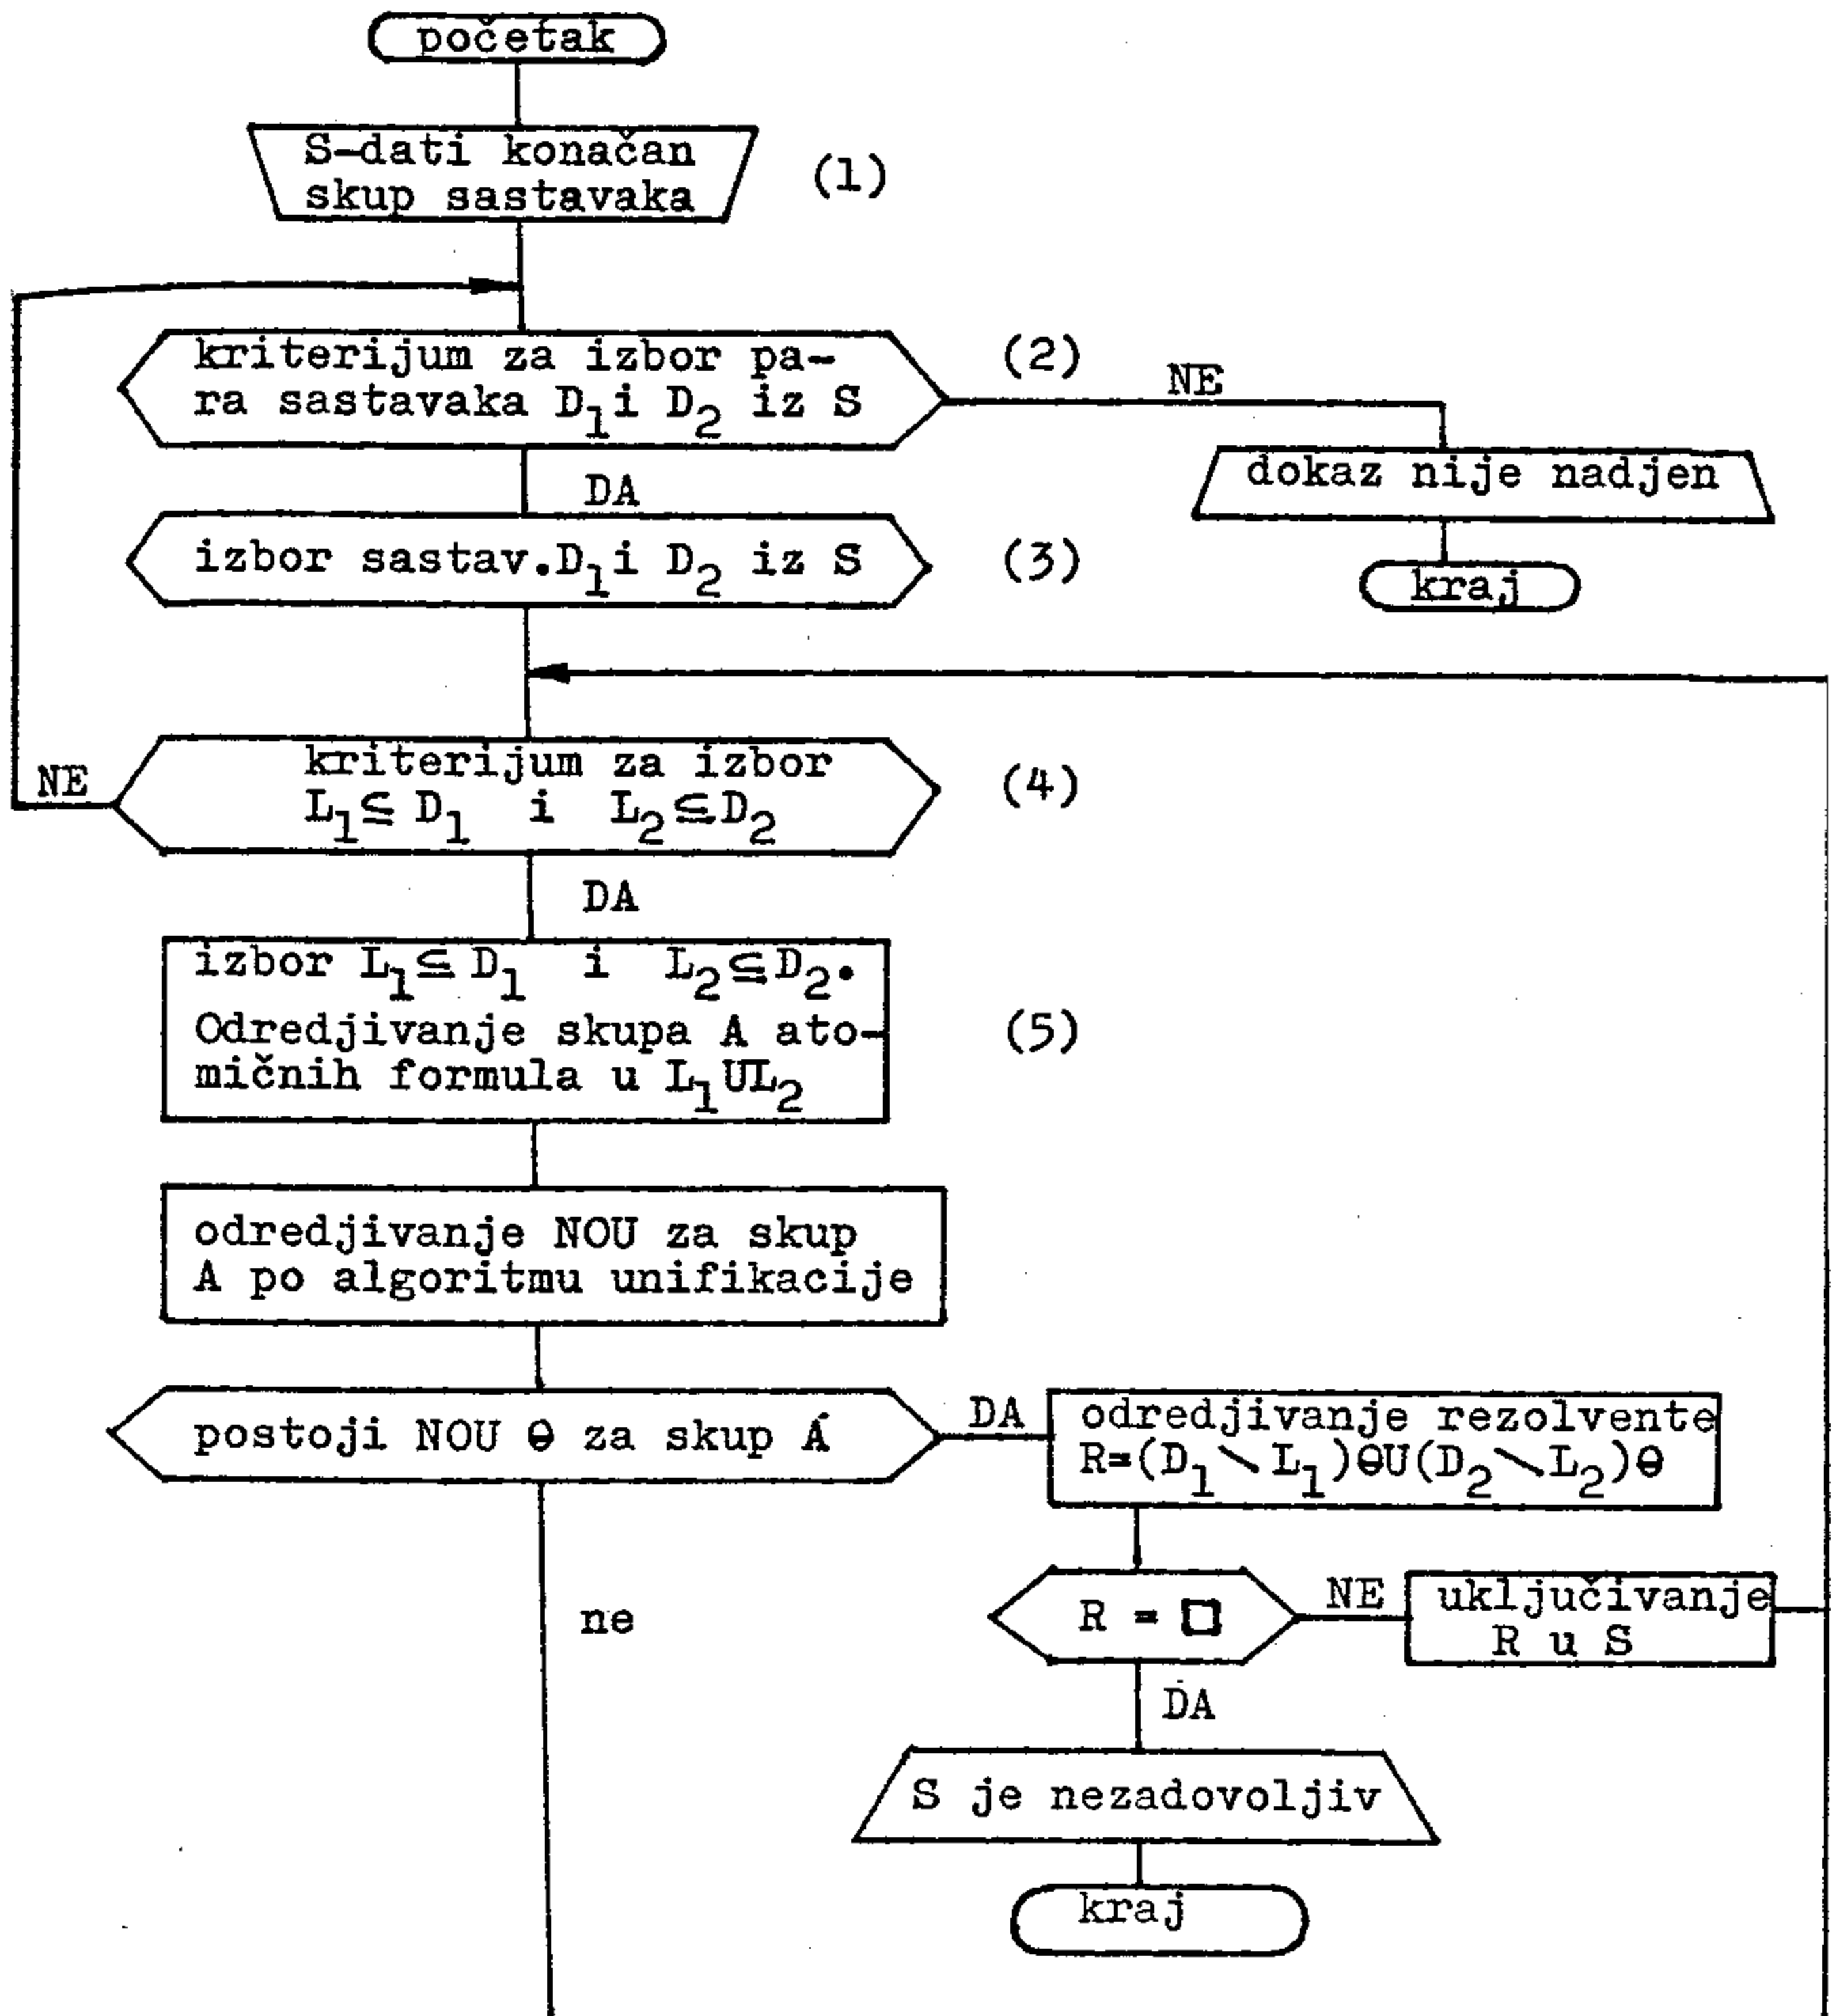 početak
S-dati konačan
skup sastavaka
(1)
kriterijum za izbor pa-
ra sastavaka D₁i D₂ iz S
(2)
NE
dokaz nije nadjen
kraj
DA
izbor sastav.D₁i D₂ iz S
(3)
kriterijum za izbor
L₁⊆ D₁ i L₂⊆D₂
(4)
NE
DA
izbor L₁⊆ D₁ i L₂⊆D₂.
Odredjivanje skupa A ato-
mičnih formula u L₁UL₂
(5)
odredjivanje NOU za skup
A po algoritmu unifikacije
postoji NOU Θ za skup A
DA
odredjivanje rezolvente
R=(D₁∖L₁)ΘU(D₂∖L₂)Θ
ne
R = □
NE
uključivanje
R u S
DA
S je nezadovoljiv
kraj